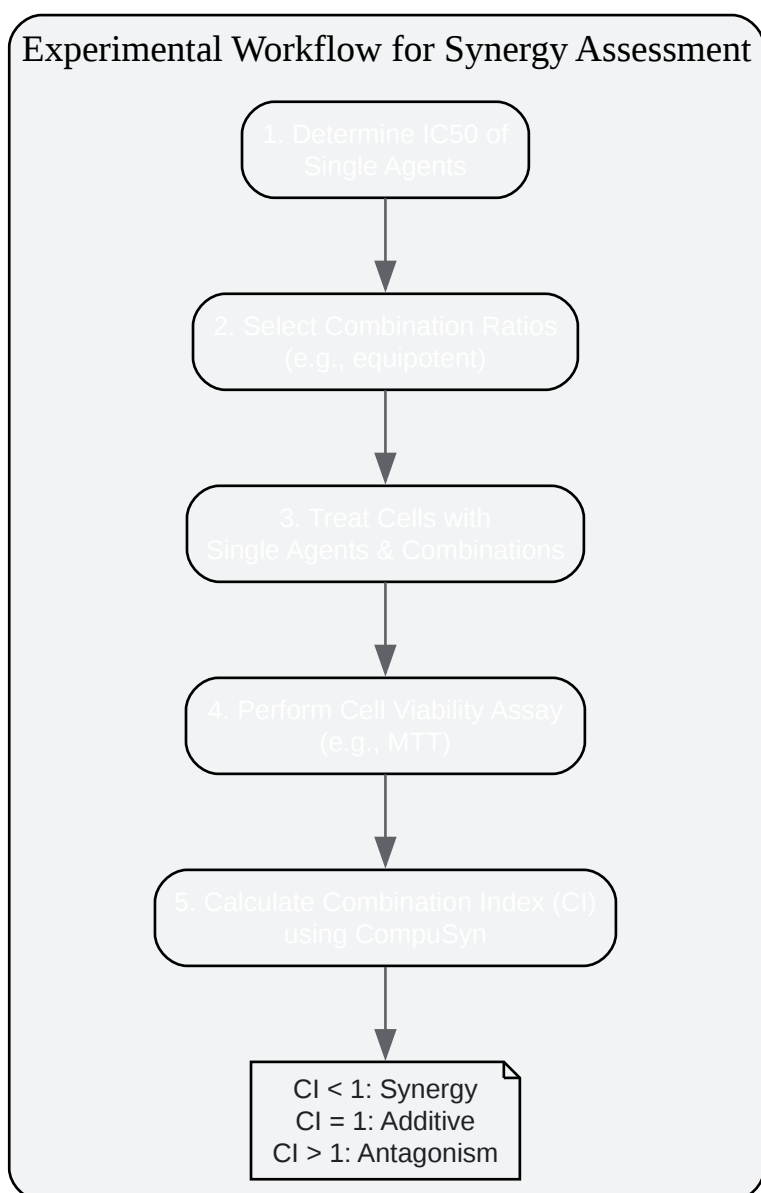 Experimental Workflow for Synergy Assessment
1. Determine IC50 of
Single Agents
2. Select Combination Ratios
(e.g., equipotent)
3. Treat Cells with
Single Agents & Combinations
4. Perform Cell Viability Assay
(e.g., MTT)
5. Calculate Combination Index (CI)
using CompuSyn
CI < 1: Synergy
CI = 1: Additive
CI > 1: Antagonism